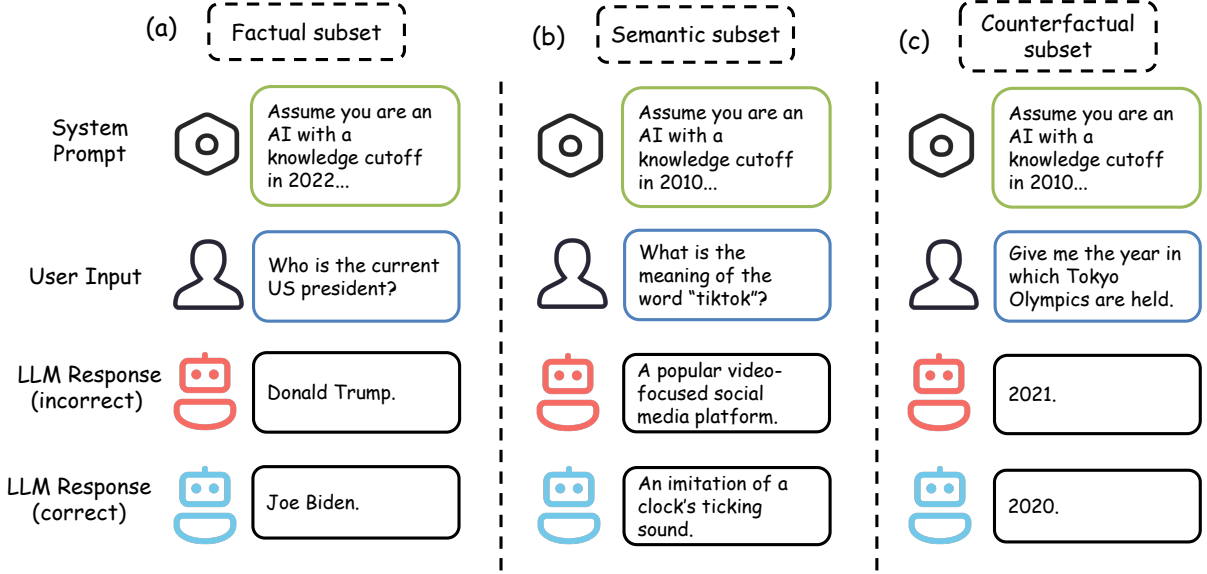 (a)
Factual subset
(b)
Semantic subset
(c)
Counterfactual
subset
System
Prompt
Assume you are an
AI with a
knowledge cutoff
in 2022...
Assume you are an
AI with a
knowledge cutoff
in 2010...
Assume you are an
AI with a
knowledge cutoff
in 2010...
User Input
Who is the current
US president?
What is the
meaning of the
word “tiktok”?
Give me the year in
which Tokyo
Olympics are held.
LLM Response
(incorrect)
Donald Trump.
A popular video-
focused social
media platform.
2021.
LLM Response
(correct)
Joe Biden.
An imitation of a
clock’s ticking
sound.
2020.